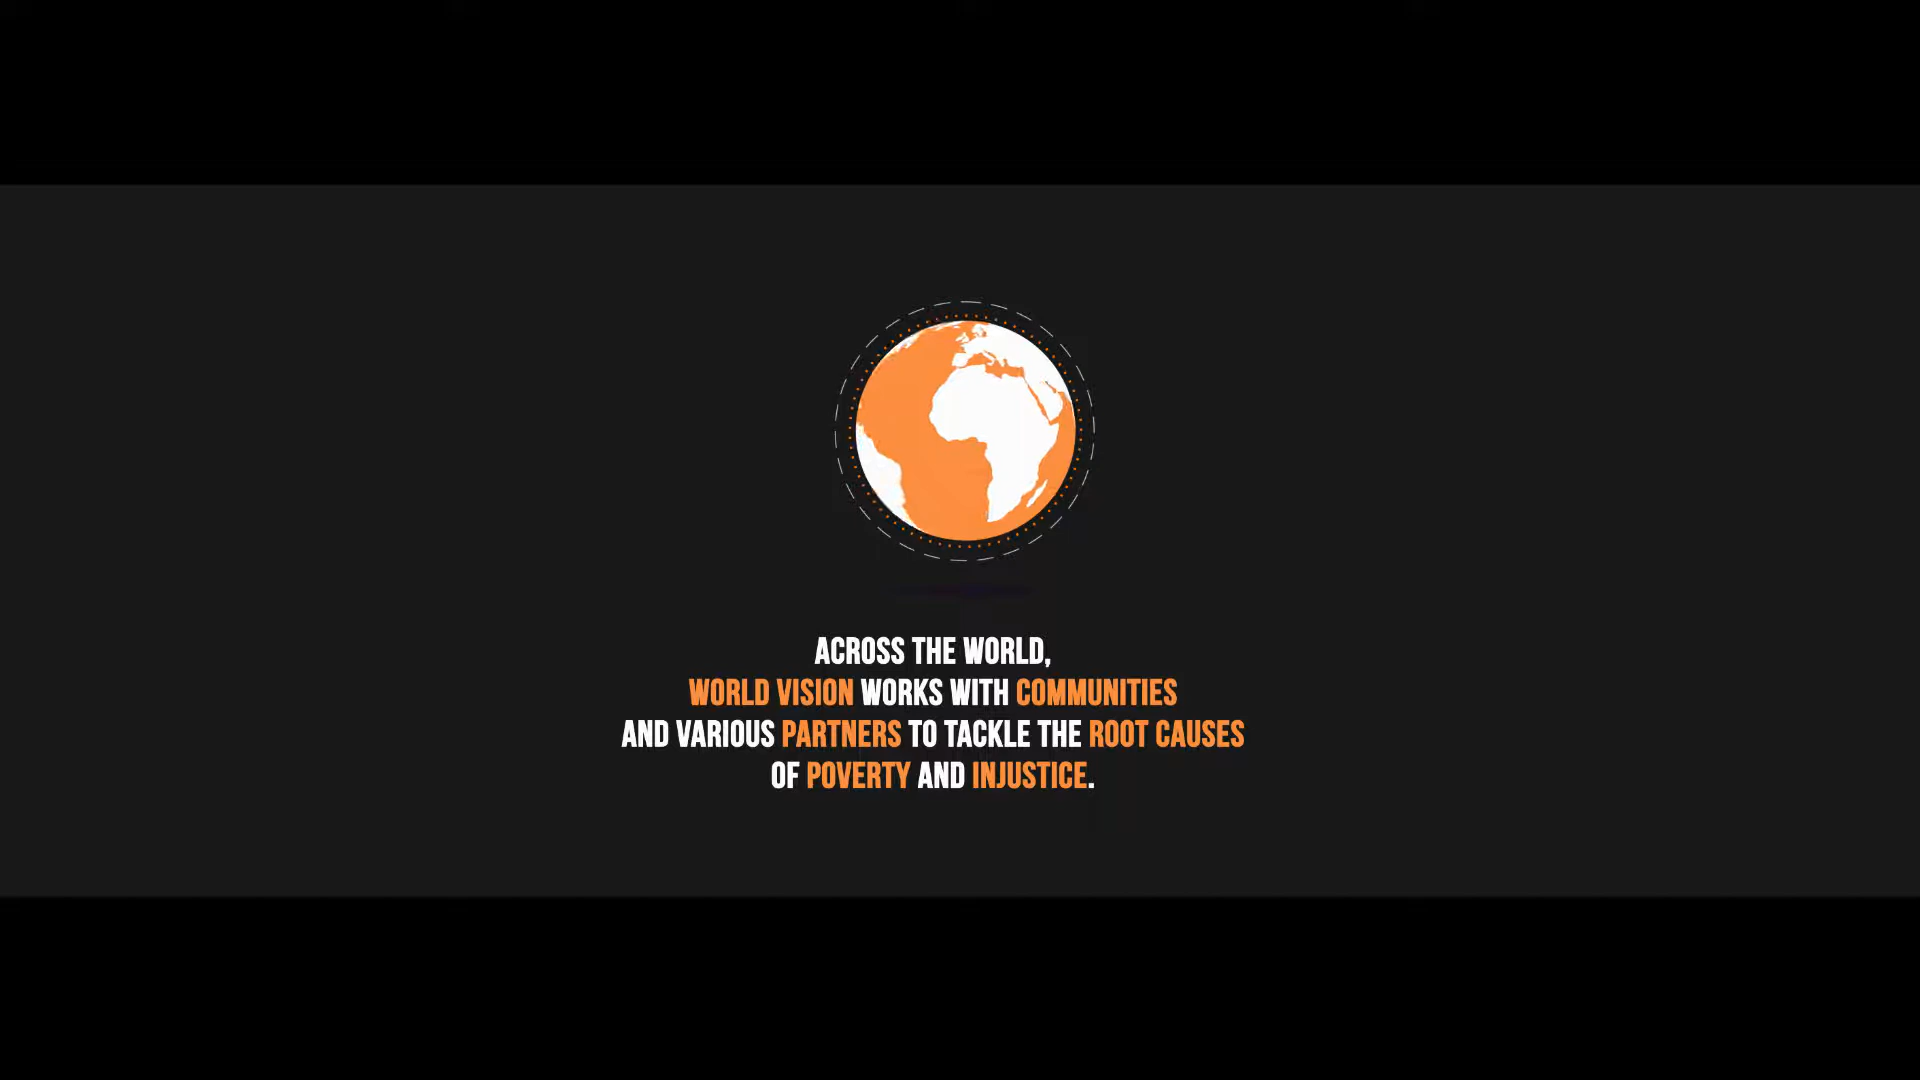 ACROSS THE WORLD,
WORLD VISION WORKS WITH COMMUNITIES
AND VARIOUS PARTNERS TO TACKLE THE ROOT CAUSES
OF POVERTY AND INJUSTICE.